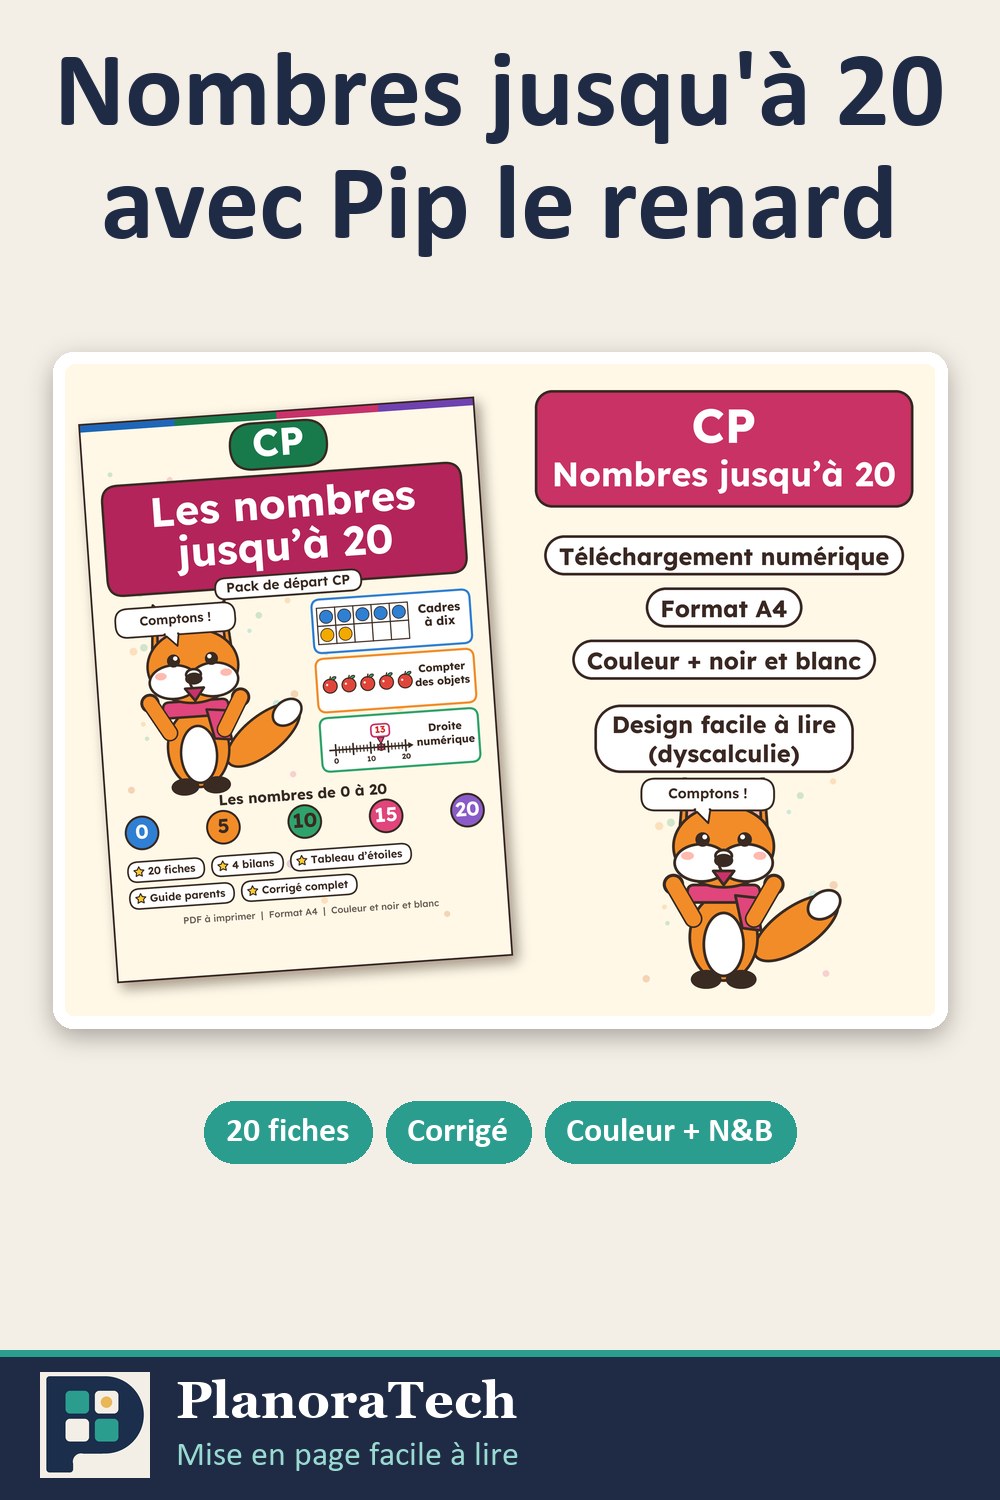 Nombres jusqu'à 20
avec Pip le renard
CP
Les nombres
jusqu’à 20
Pack de départ CP
Comptons !
Cadres
à dix
Compter
des objets
13
0 10 20
Droite
numérique
Les nombres de 0 à 20
0 5 10 15 20
20 fiches
4 bilans
Tableau d’étoiles
Guide parents
Corrigé complet
PDF à imprimer | Format A4 | Couleur et noir et blanc
CP
Nombres jusqu’à 20
Téléchargement numérique
Format A4
Couleur + noir et blanc
Design facile à lire
(dyscalculie)
Comptons !
20 fiches
Corrigé
Couleur + N&B
PlanoraTech
Mise en page facile à lire